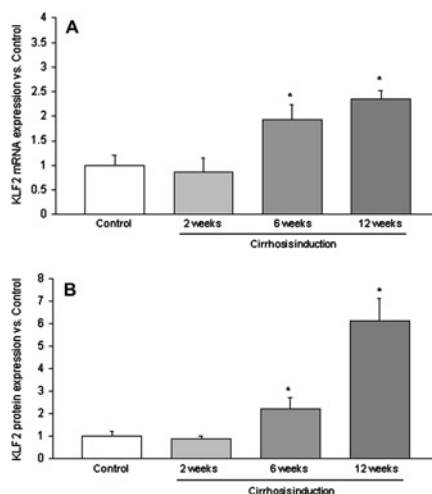 A
KLF2 mRNA expression vs. Control
4
3.5
3
2.5
2
1.5
1
0.5
0
* *
Control 2 weeks 6 weeks 12 weeks
Cirrhosis induction
B
KLF2 protein expression vs. Control
8
7
6
5
4
3
2
1
0
*
*
Control 2 weeks 6 weeks 12 weeks
Cirrhosis induction